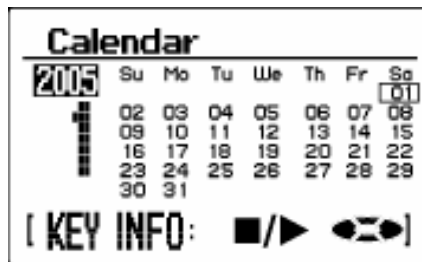 Calendar
2005 Su Mo Tu We Th Fr Sa
01
1 02 03 04 05 06 07 08
09 10 11 12 13 14 15
16 17 18 19 20 21 22
23 24 25 26 27 28 29
30 31
[ KEY INFO: ■/▶ ]